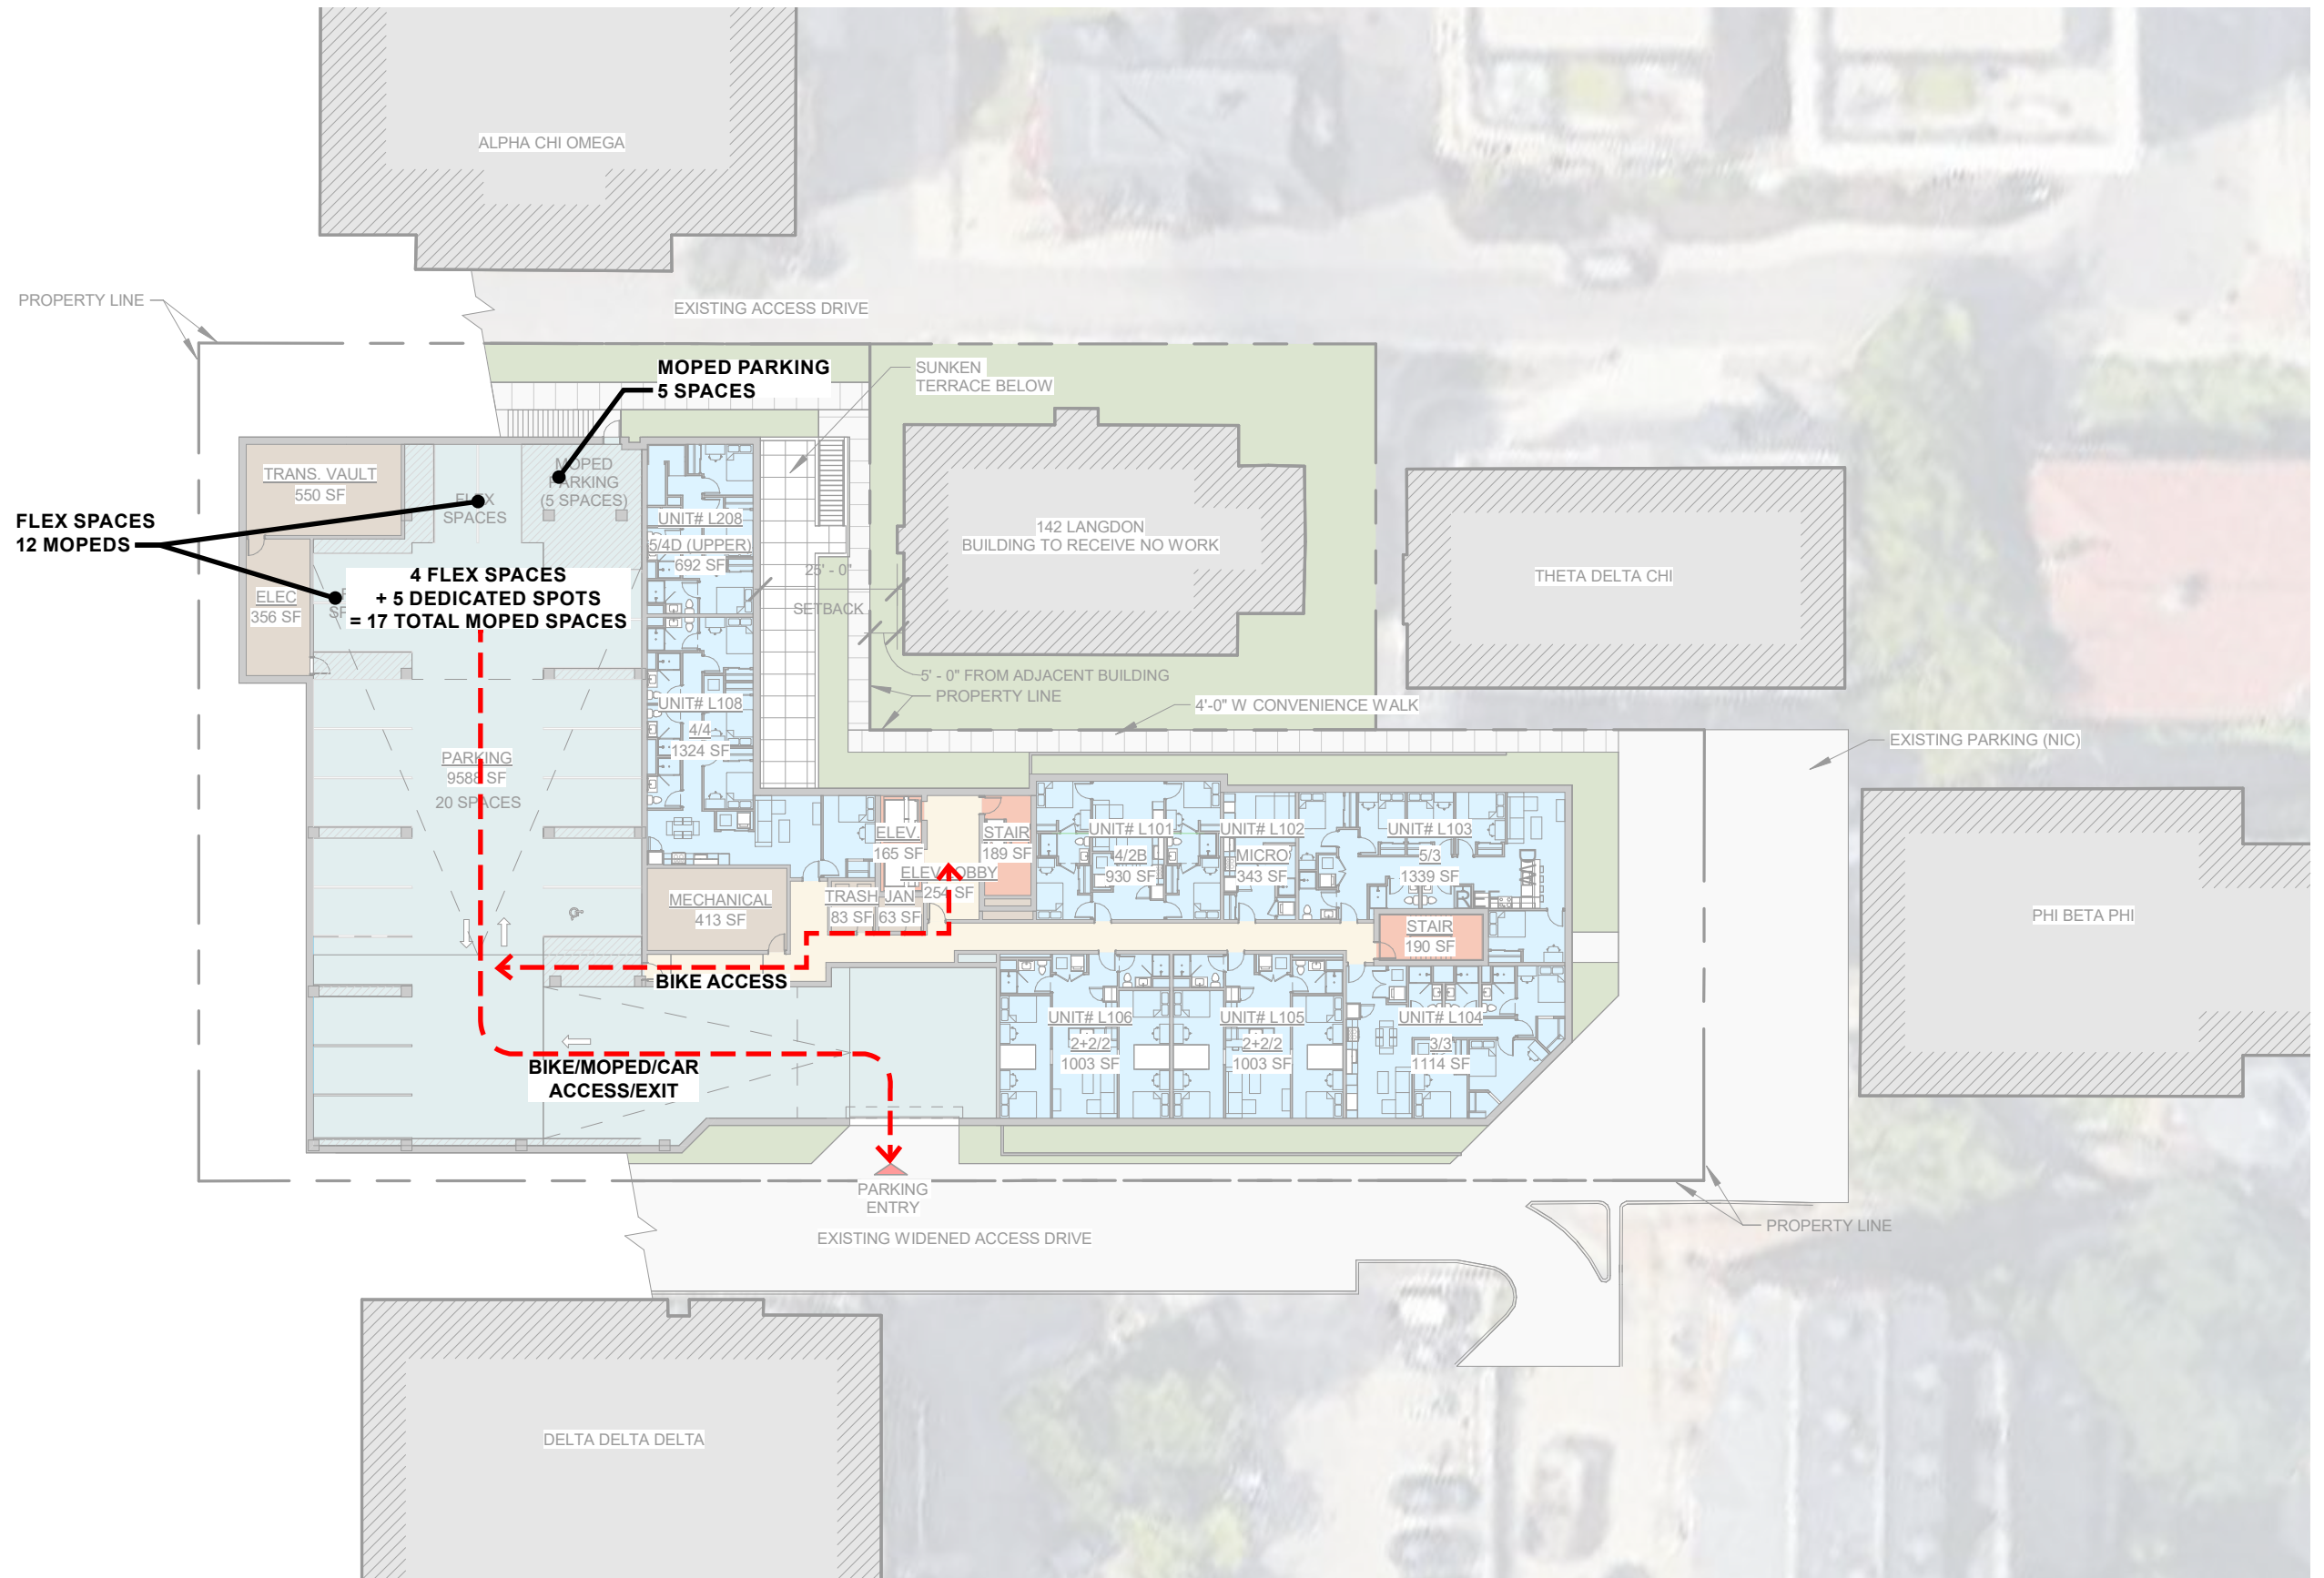 ALPHA CHI OMEGA
PROPERTY LINE
EXISTING ACCESS DRIVE
MOPED PARKING
5 SPACES
SUNKEN
TERRACE BELOW
TRANS. VAULT
550 SF
FLEX
SPACES
MOPED
PARKING
(5 SPACES)
FLEX SPACES
12 MOPEDS
UNIT# L208
5/4D (UPPER)
692 SF
142 LANGDON
BUILDING TO RECEIVE NO WORK
THETA DELTA CHI
25' - 0"
SETBACK
4 FLEX SPACES
+ 5 DEDICATED SPOTS
= 17 TOTAL MOPED SPACES
ELEC
356 SF
5' - 0" FROM ADJACENT BUILDING
PROPERTY LINE
4'-0" W CONVENIENCE WALK
UNIT# L108
4/4
1324 SF
EXISTING PARKING (NIC)
PARKING
9588 SF
20 SPACES
ELEV.
165 SF
STAIR
189 SF
ELEV. LOBBY
254 SF
UNIT# L101
4/2B
930 SF
UNIT# L102
MICRO
343 SF
UNIT# L103
5/3
1339 SF
REF.
MECHANICAL
413 SF
TRASH
83 SF
JAN
63 SF
STAIR
190 SF
PHI BETA PHI
BIKE ACCESS
UNIT# L106
2+2/2
1003 SF
UNIT# L105
2+2/2
1003 SF
UNIT# L104
3/3
1114 SF
BIKE/MOPED/CAR
ACCESS/EXIT
PARKING
ENTRY
EXISTING WIDENED ACCESS DRIVE
PROPERTY LINE
DELTA DELTA DELTA